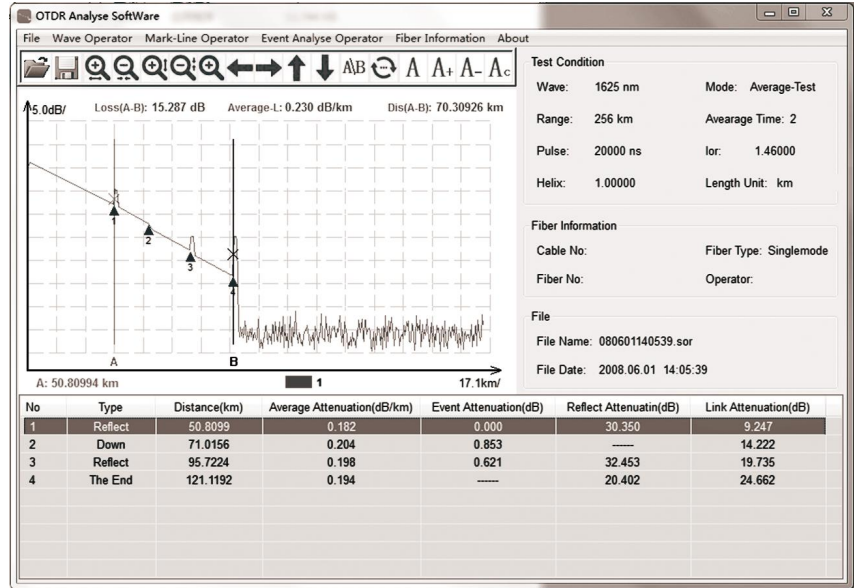 OTDR Analyse SoftWare
File Wave Operator Mark-Line Operator Event Analyse Operator Fiber Information About
A\B A A+ A- Ac
5.0dB/ Loss(A-B): 15.287 dB Average-L: 0.230 dB/km Dis(A-B): 70.30926 km
1
2
3
4
A B
A: 50.80994 km 1 17.1km/
Test Condition
Wave: 1625 nm Mode: Average-Test
Range: 256 km Avearage Time: 2
Pulse: 20000 ns Ior: 1.46000
Helix: 1.00000 Length Unit: km
Fiber Information
Cable No: Fiber Type: Singlemode
Fiber No: Operator:
File
File Name: 080601140539.sor
File Date: 2008.06.01 14:05:39
No Type Distance(km) Average Attenuation(dB/km) Event Attenuation(dB) Reflect Attenuatin(dB) Link Attenuation(dB)
1 Reflect 50.8099 0.182 0.000 30.350 9.247
2 Down 71.0156 0.204 0.853 ------ 14.222
3 Reflect 95.7224 0.198 0.621 32.453 19.735
4 The End 121.1192 0.194 ------ 20.402 24.662